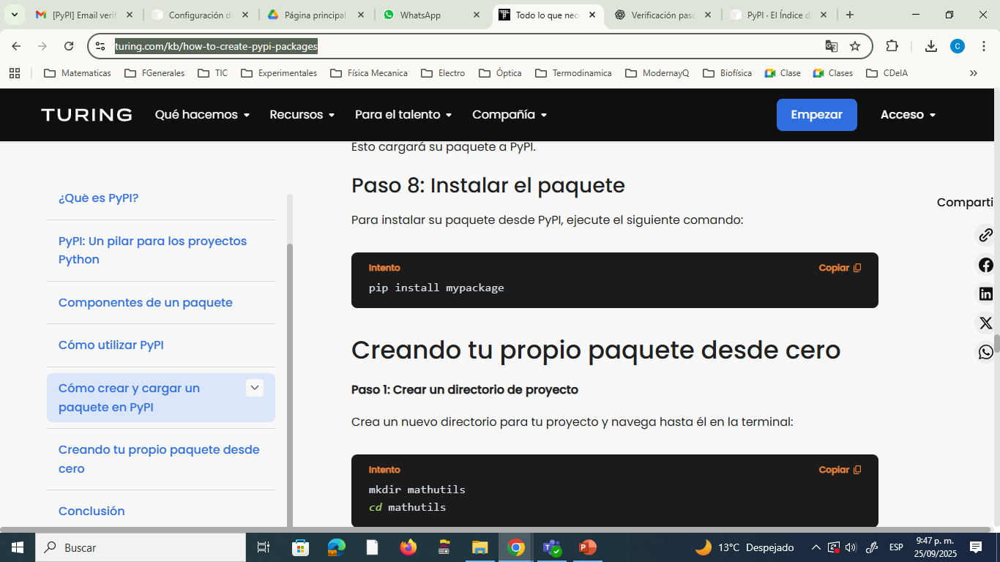 [PyPI] Email verif
Configuración de
Página principal
WhatsApp
Todo lo que nec
Verificación paso
PyPI · El Índice d
turing.com/kb/how-to-create-pypi-packages
C
Matematicas
FGenerales
TIC
Experimentales
Física Mecanica
Electro
Óptica
Termodinamica
ModernayQ
Biofísica
Clase
Clases
CDeIA
TURING
Qué hacemos
Recursos
Para el talento
Compañía
Empezar
Acceso
¿Qué es PyPI?
PyPI: Un pilar para los proyectos
Python
Componentes de un paquete
Cómo utilizar PyPI
Cómo crear y cargar un
paquete en PyPI
Creando tu propio paquete desde
cero
Conclusión
Esto cargará su paquete a PyPI.
Paso 8: Instalar el paquete
Para instalar su paquete desde PyPI, ejecute el siguiente comando:
Intento
Copiar
pip install mypackage
Creando tu propio paquete desde cero
Paso 1: Crear un directorio de proyecto
Crea un nuevo directorio para tu proyecto y navega hasta él en la terminal:
Intento
Copiar
mkdir mathutils
cd mathutils
Comparti
Buscar
13°C Despejado
ESP
9:47 p. m.
25/09/2025